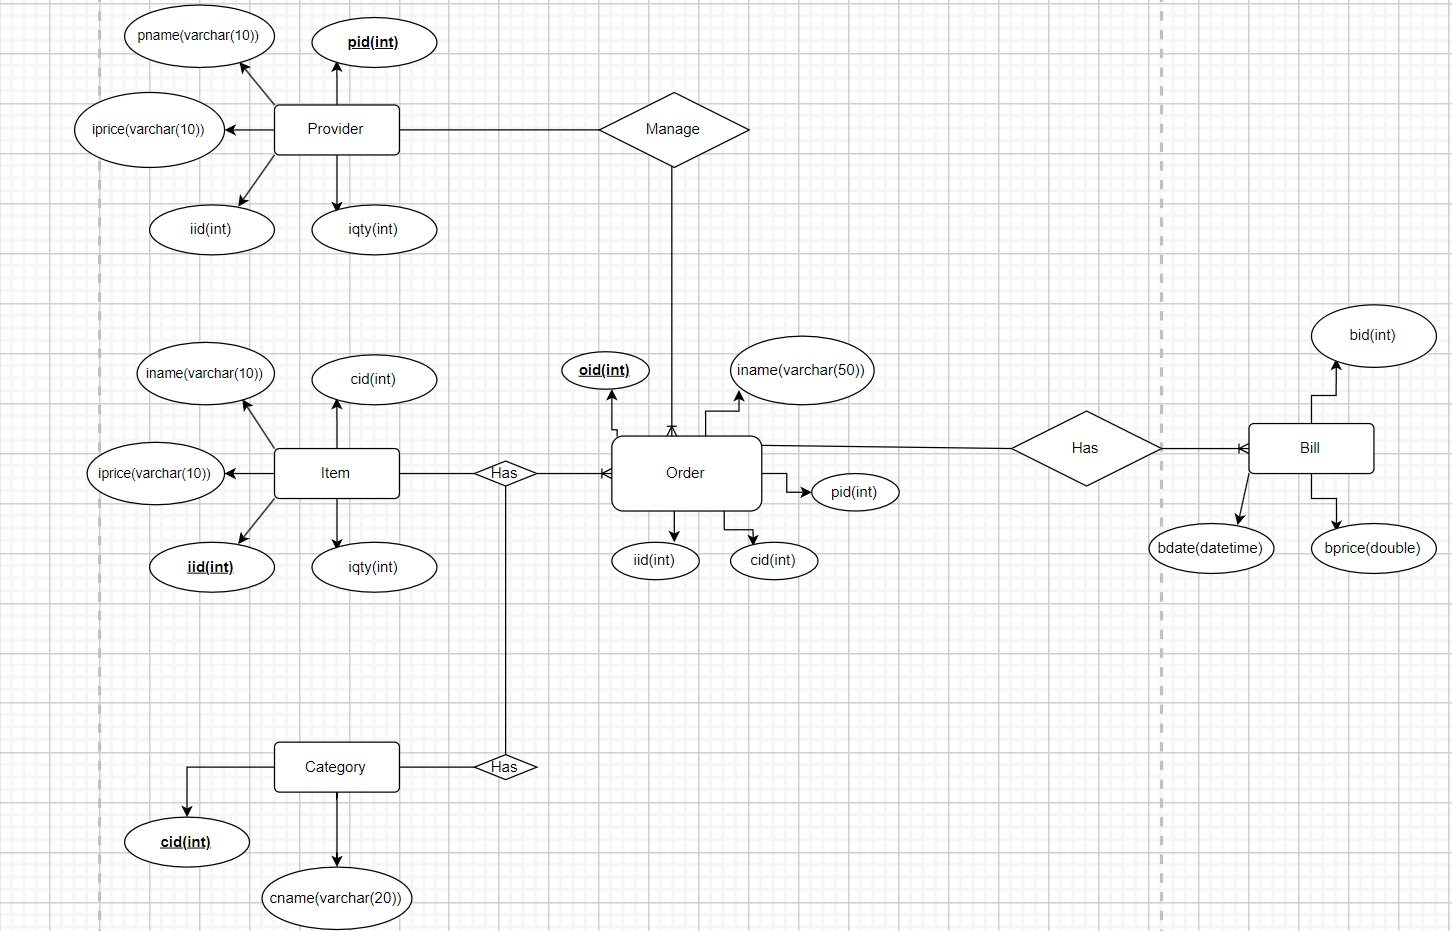 pname(varchar(10))
pid(int)
iprice(varchar(10))
Provider
Manage
iid(int)
iqty(int)
bid(int)
iname(varchar(10))
cid(int)
oid(int)
iname(varchar(50))
iprice(varchar(10))
Item
Has
Order
Has
Bill
pid(int)
iid(int)
iqty(int)
iid(int)
cid(int)
bdate(datetime)
bprice(double)
Category
Has
cid(int)
cname(varchar(20))